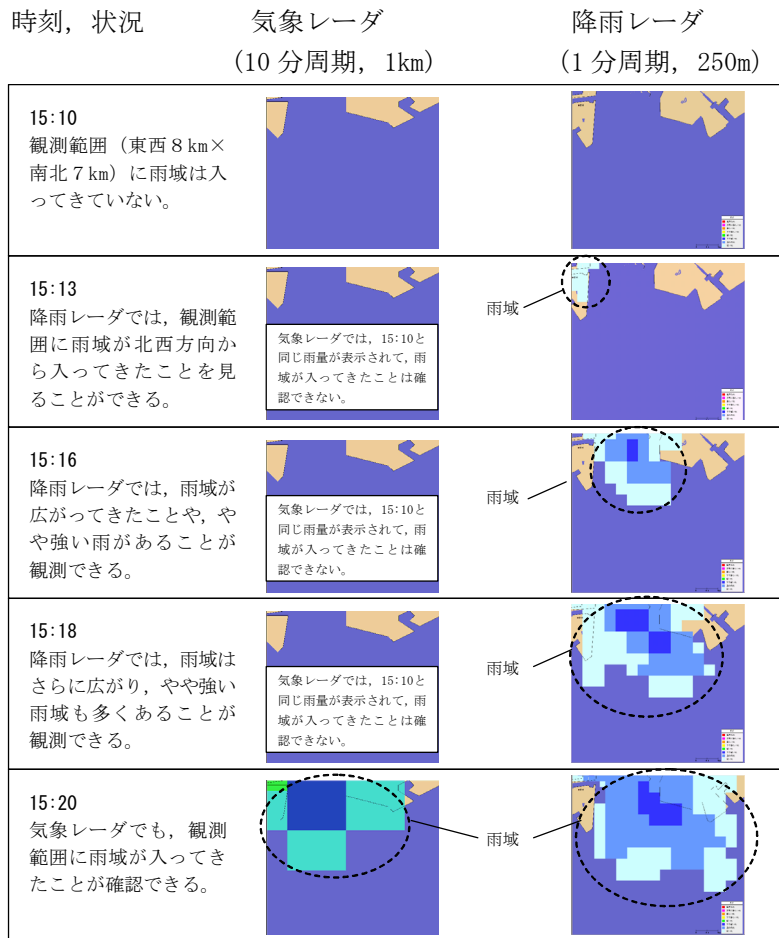 時刻，状況
気象レーダ
降雨レーダ
（10 分周期，1km）
（1 分周期，250m）
15:10
観測範囲（東西８km×
南北７km）に雨域は入
ってきていない。
15:13
降雨レーダでは，観測範
囲に雨域が北西方向か
ら入ってきたことを見
ることができる。
気象レーダでは，15:10と
同じ雨量が表示されて，雨
域が入ってきたことは確
認できない。
雨域
15:16
降雨レーダでは，雨域が
広がってきたことや，や
や強い雨があることが
観測できる。
気象レーダでは，15:10と
同じ雨量が表示されて，雨
域が入ってきたことは確
認できない。
雨域
15:18
降雨レーダでは，雨域は
さらに広がり，やや強い
雨域も多くあることが
観測できる。
気象レーダでは，15:10と
同じ雨量が表示されて，雨
域が入ってきたことは確
認できない。
雨域
15:20
気象レーダでも，観測
範囲に雨域が入ってき
たことが確認できる。
雨域